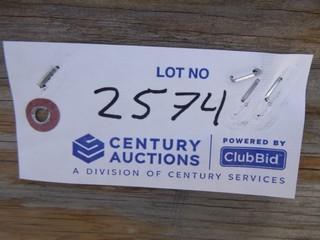 LOT NO
2574
CENTURY AUCTIONS
POWERED BY
ClubBid
A DIVISION OF CENTURY SERVICES